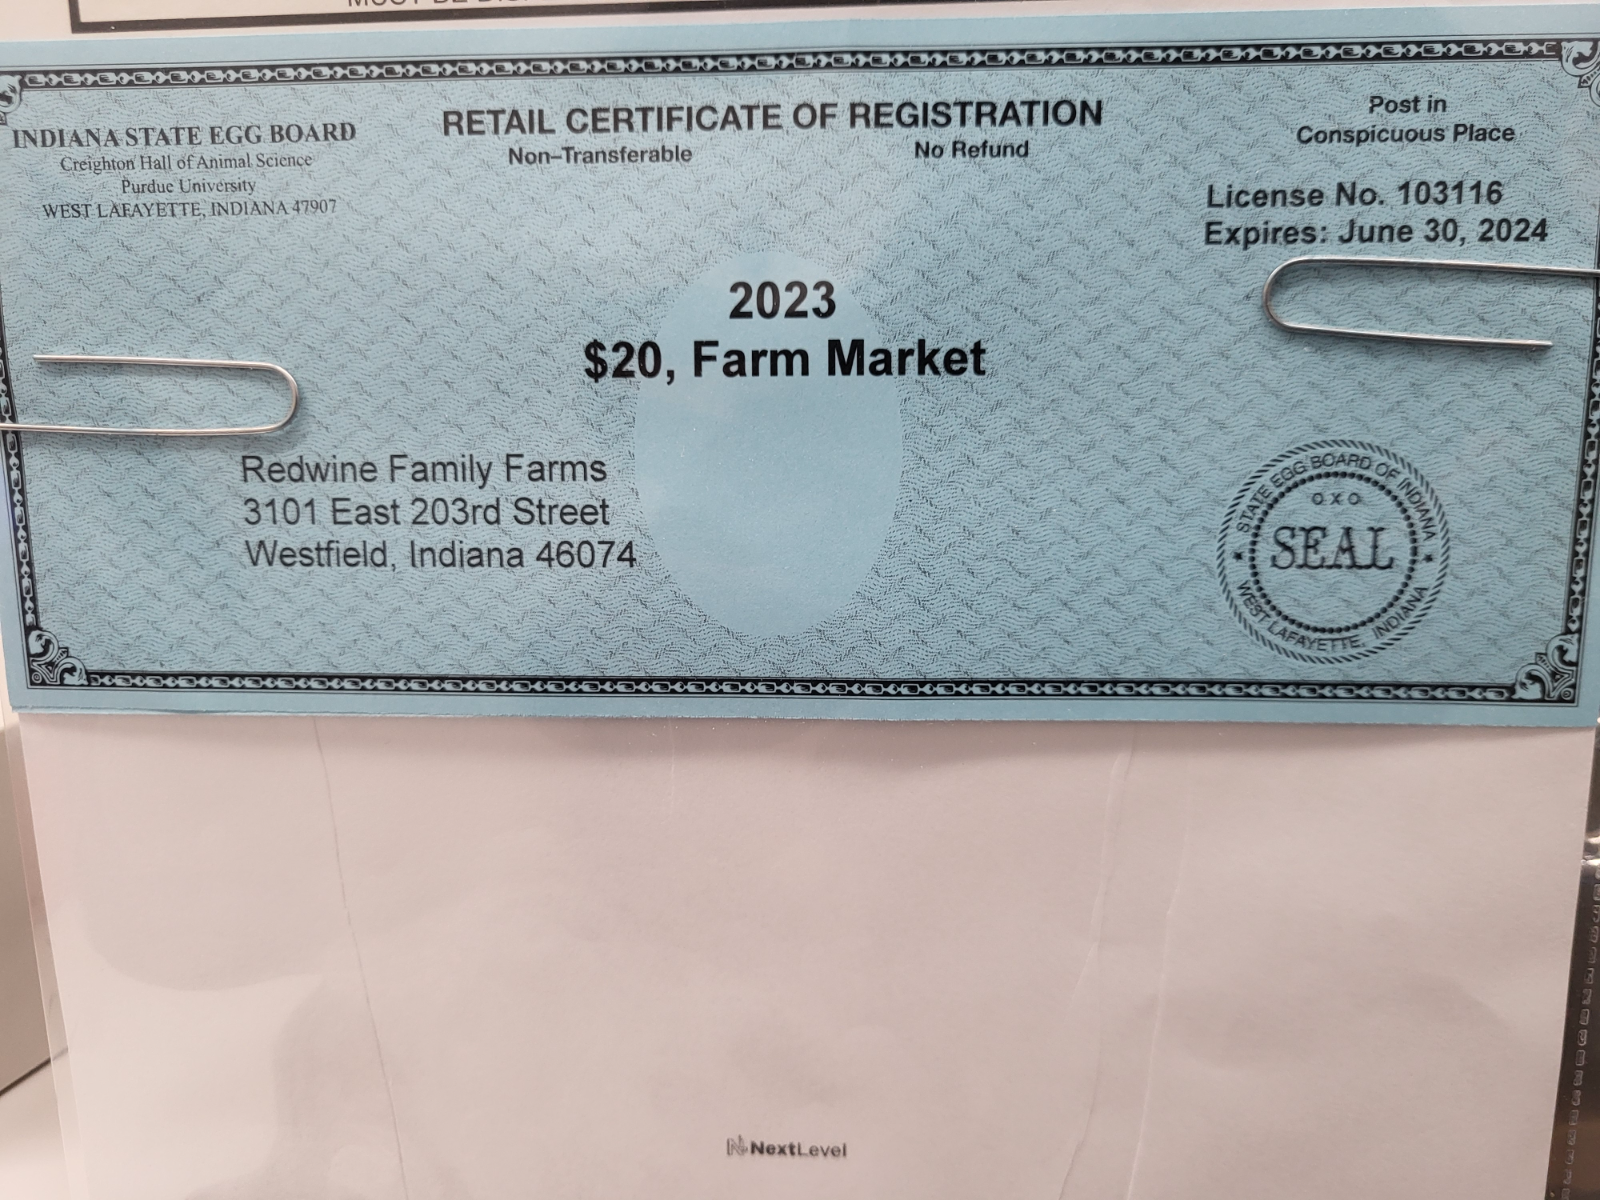 INDIANA STATE EGG BOARD
Creighton Hall of Animal Science
Purdue University
WEST LAFAYETTE, INDIANA 47907
RETAIL CERTIFICATE OF REGISTRATION
Non–Transferable No Refund
Post in
Conspicuous Place
License No. 103116
Expires: June 30, 2024
2023
$20, Farm Market
Redwine Family Farms
3101 East 203rd Street
Westfield, Indiana 46074
STATE EGG BOARD OF INDIANA
OXO
SEAL
WEST LAFAYETTE, INDIANA
NextLevel